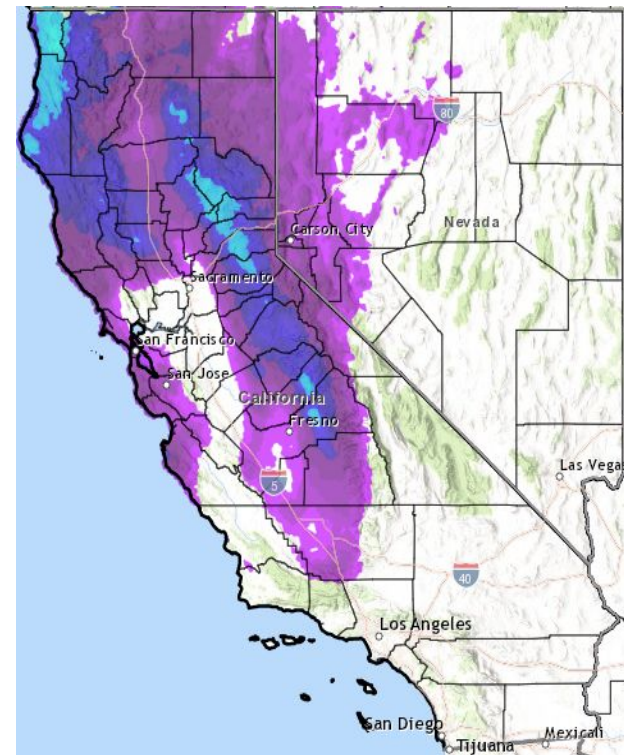 80
Nevada
Carson City
Sacramento
San Francisco
San Jose
California
Fresno
5
Las Vegas
40
Los Angeles
San Diego
Mexicali
Tijuana